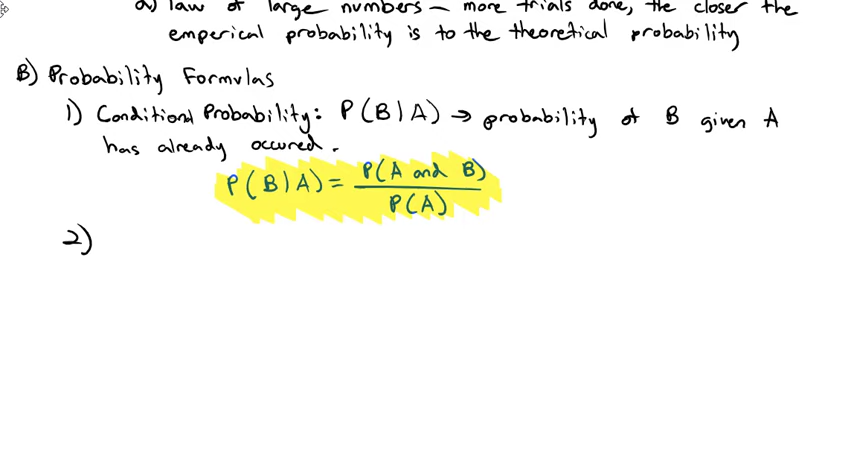 a) law of large numbers – more trials done, the closer the
emperical probability is to the theoretical probability
B) Probability Formulas
1) Conditional Probability: P(B|A) → probability of B given A
has already occured.
P(B|A) = P(A and B) / P(A)
2)